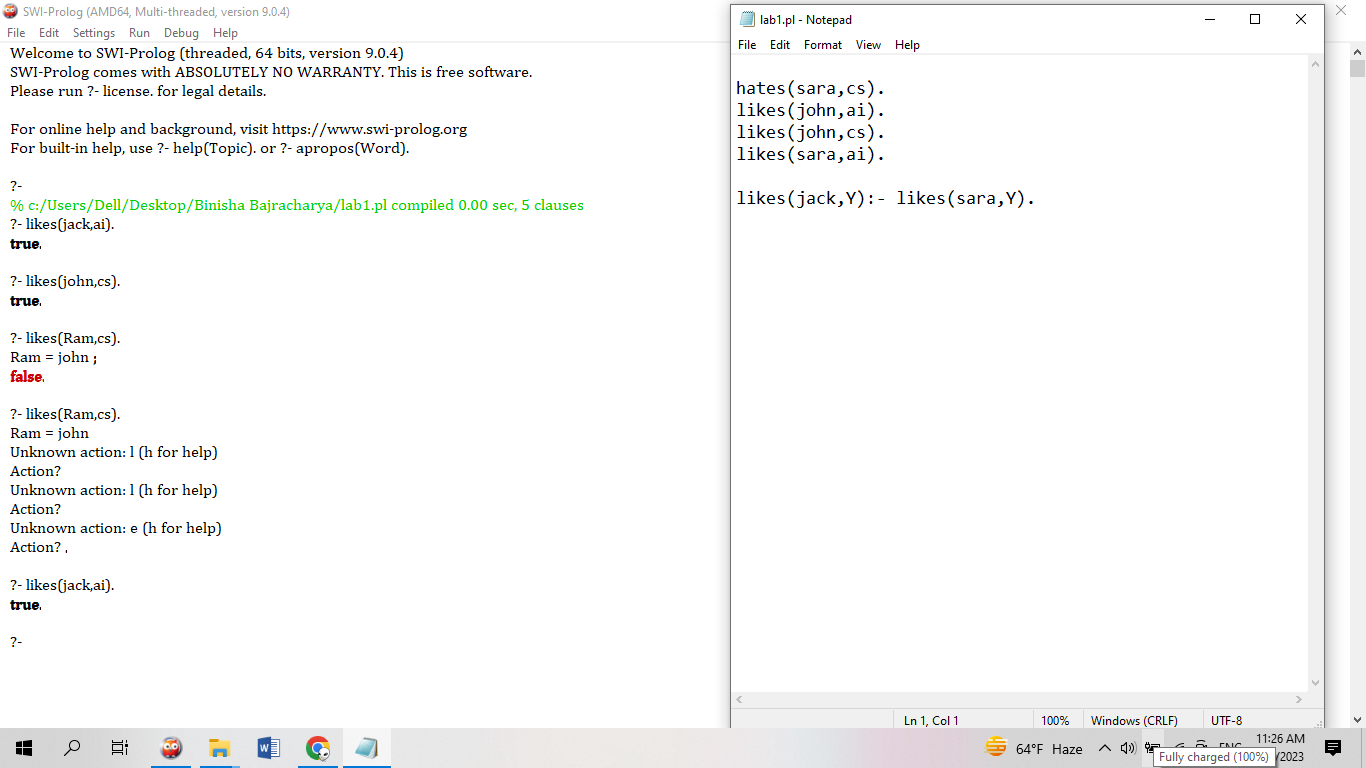 SWI-Prolog (AMD64, Multi-threaded, version 9.0.4)
File Edit Settings Run Debug Help
Welcome to SWI-Prolog (threaded, 64 bits, version 9.0.4)
SWI-Prolog comes with ABSOLUTELY NO WARRANTY. This is free software.
Please run ?- license. for legal details.
For online help and background, visit https://www.swi-prolog.org
For built-in help, use ?- help(Topic). or ?- apropos(Word).
?-
% c:/Users/Dell/Desktop/Binisha Bajracharya/lab1.pl compiled 0.00 sec, 5 clauses
?- likes(jack,ai).
true.
?- likes(john,cs).
true.
?- likes(Ram,cs).
Ram = john ;
false.
?- likes(Ram,cs).
Ram = john
Unknown action: l (h for help)
Action?
Unknown action: l (h for help)
Action?
Unknown action: e (h for help)
Action? .
?- likes(jack,ai).
true.
?-
lab1.pl - Notepad
File Edit Format View Help
hates(sara,cs).
likes(john,ai).
likes(john,cs).
likes(sara,ai).
likes(jack,Y):- likes(sara,Y).
Ln 1, Col 1 100% Windows (CRLF) UTF-8
64°F Haze
11:26 AM
/2023
Fully charged (100%)